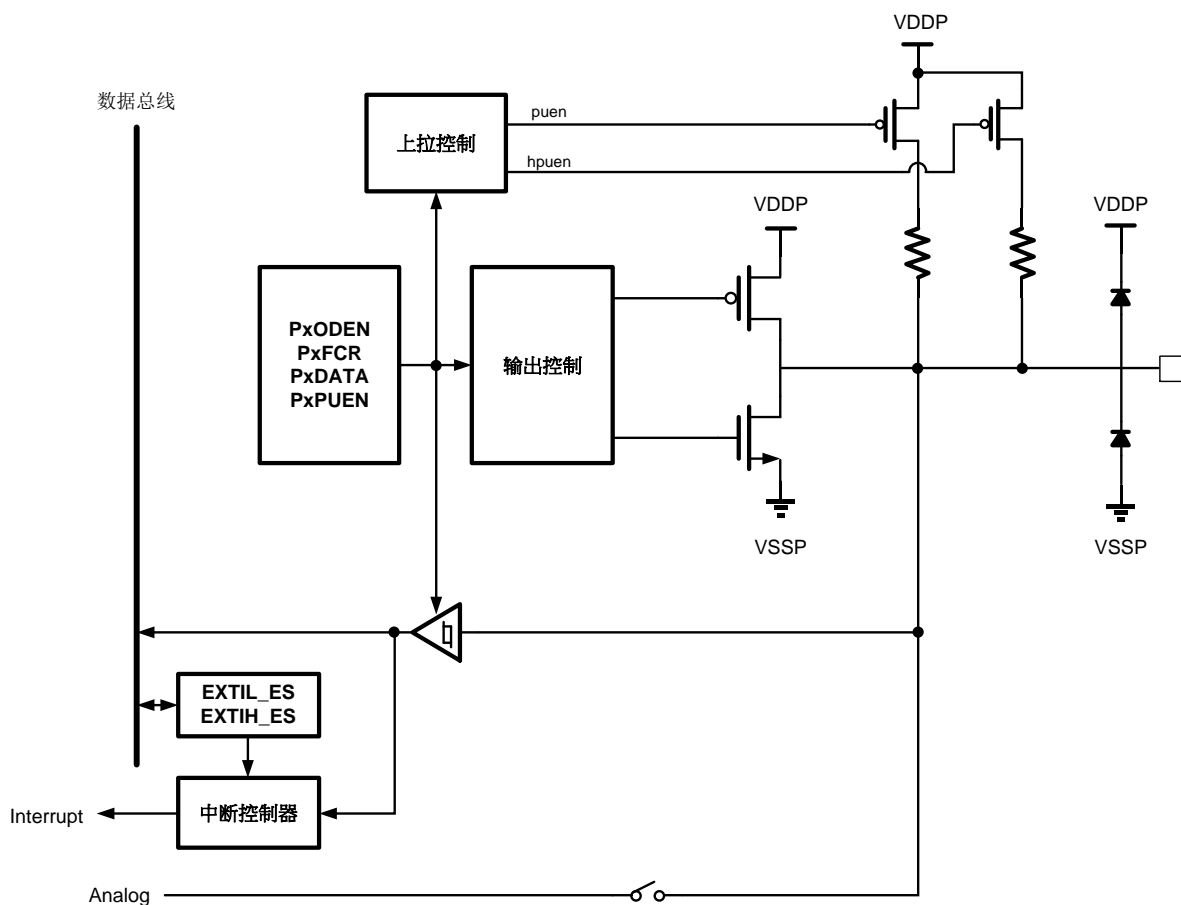 VDDP
数据总线
puen
上拉控制
hpuen
VDDP
VDDP
PxODEN
PxFCR
PxDATA
PxPUEN
输出控制
VSSP
VSSP
EXTIL_ES
EXTIH_ES
中断控制器
Interrupt
Analog